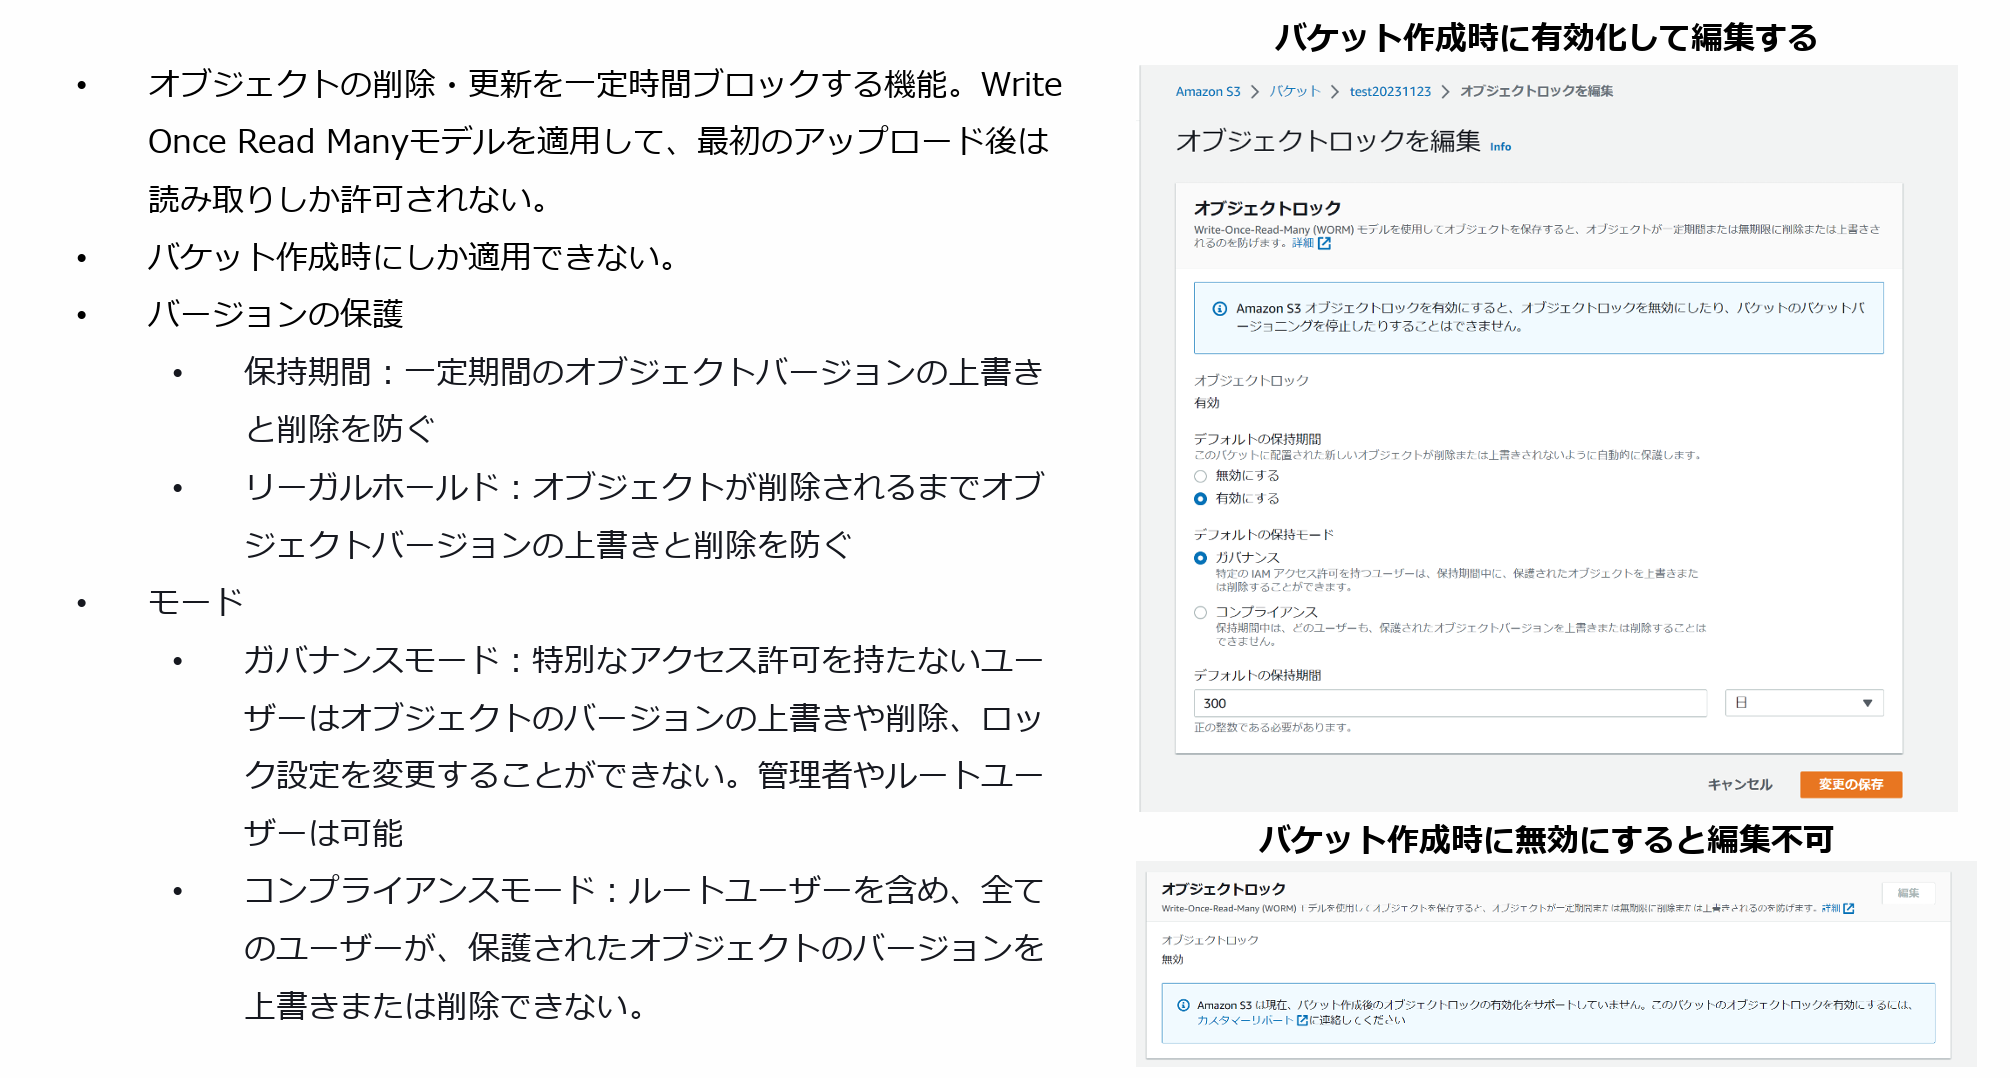 • オブジェクトの削除・更新を一定時間ブロックする機能。Write
Once Read Manyモデルを適用して、最初のアップロード後は
読み取りしか許可されない。
• バケット作成時にしか適用できない。
• バージョンの保護
• 保持期間：一定期間のオブジェクトバージョンの上書き
と削除を防ぐ
• リーガルホールド：オブジェクトが削除されるまでオブ
ジェクトバージョンの上書きと削除を防ぐ
• モード
• ガバナンスモード：特別なアクセス許可を持たないユー
ザーはオブジェクトのバージョンの上書きや削除、ロッ
ク設定を変更することができない。管理者やルートユー
ザーは可能
• コンプライアンスモード：ルートユーザーを含め、全て
のユーザーが、保護されたオブジェクトのバージョンを
上書きまたは削除できない。
バケット作成時に有効化して編集する
Amazon S3 > バケット > test20231123 > オブジェクトロックを編集
オブジェクトロックを編集 Info
オブジェクトロック
Write-Once-Read-Many (WORM) モデルを使用してオブジェクトを保存すると、オブジェクトが一定期間または無期限に削除または上書きさ
れるのを防げます。詳細
Amazon S3 オブジェクトロックを有効にすると、オブジェクトロックを無効にしたり、バケットのバケットバ
ージョニングを停止したりすることはできません。
オブジェクトロック
有効
デフォルトの保持期間
このバケットに配置された新しいオブジェクトが削除または上書きされないように自動的に保護します。
無効にする
有効にする
デフォルトの保持モード
ガバナンス
特定の IAM アクセス許可を持つユーザーは、保持期間中に、保護されたオブジェクトを上書きまた
は削除することができます。
コンプライアンス
保持期間中は、どのユーザーも、保護されたオブジェクトバージョンを上書きまたは削除することは
できません。
デフォルトの保持期間
300 日
正の整数である必要があります。
キャンセル 変更の保存
バケット作成時に無効にすると編集不可
オブジェクトロック 編集
Write-Once-Read-Many (WORM) モデルを使用してオブジェクトを保存すると、オブジェクトが一定期間または無期限に削除または上書きされるのを防げます。詳細
オブジェクトロック
無効
Amazon S3 は現在、バケット作成後のオブジェクトロックの有効化をサポートしていません。このバケットのオブジェクトロックを有効にするには、
カスタマーサポートに連絡してください